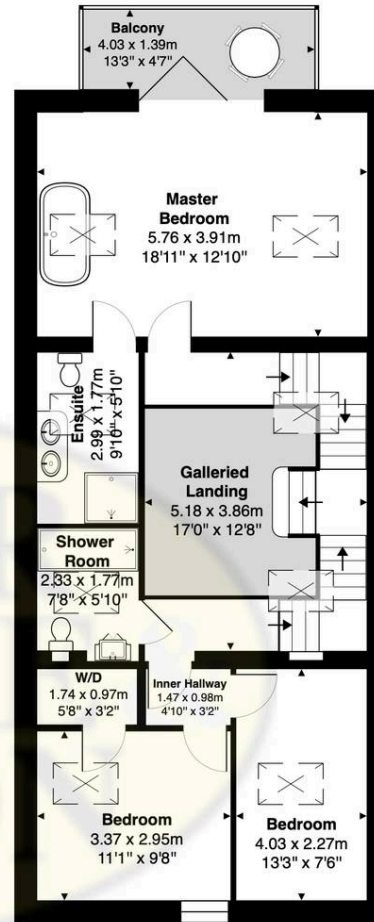 Balcony
4.03 x 1.39m
13'3" x 4'7"
Master
Bedroom
5.76 x 3.91m
18'11" x 12'10"
Ensuite
2.99 x 1.77m
9'10" x 5'10"
Galleried
Landing
5.18 x 3.86m
17'0" x 12'8"
Shower
Room
2.33 x 1.77m
7'8" x 5'10"
W/D
1.74 x 0.97m
5'8" x 3'2"
Inner Hallway
1.47 x 0.98m
4'10" x 3'2"
Bedroom
3.37 x 2.95m
11'1" x 9'8"
Bedroom
4.03 x 2.27m
13'3" x 7'6"